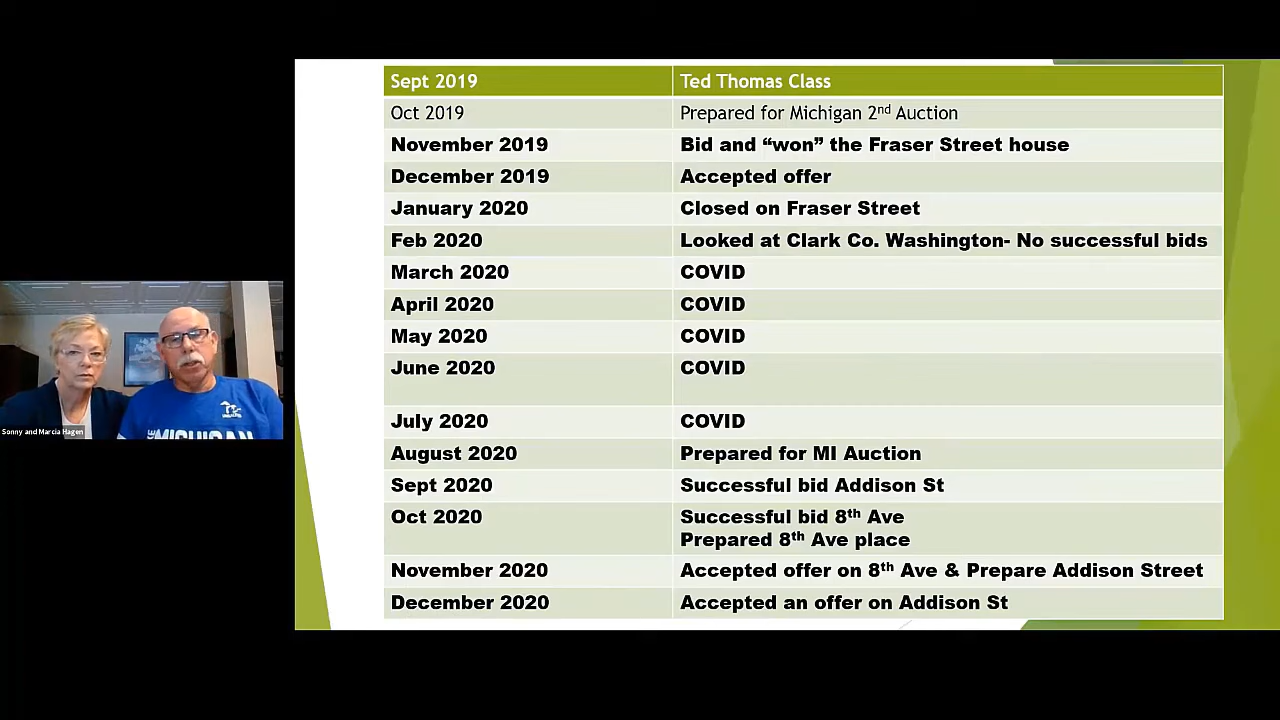 Sept 2019 Ted Thomas Class
Oct 2019 Prepared for Michigan 2nd Auction
November 2019 Bid and “won” the Fraser Street house
December 2019 Accepted offer
January 2020 Closed on Fraser Street
Feb 2020 Looked at Clark Co. Washington- No successful bids
March 2020 COVID
April 2020 COVID
May 2020 COVID
June 2020 COVID
July 2020 COVID
August 2020 Prepared for MI Auction
Sept 2020 Successful bid Addison St
Oct 2020 Successful bid 8th Ave
Prepared 8th Ave place
November 2020 Accepted offer on 8th Ave & Prepare Addison Street
December 2020 Accepted an offer on Addison St
Sonny and Marcia Hagen
MICHIGAN